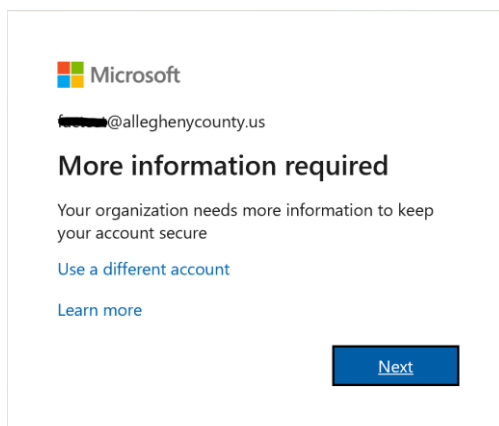 Microsoft
@alleghenycounty.us
More information required
Your organization needs more information to keep
your account secure
Use a different account
Learn more
Next